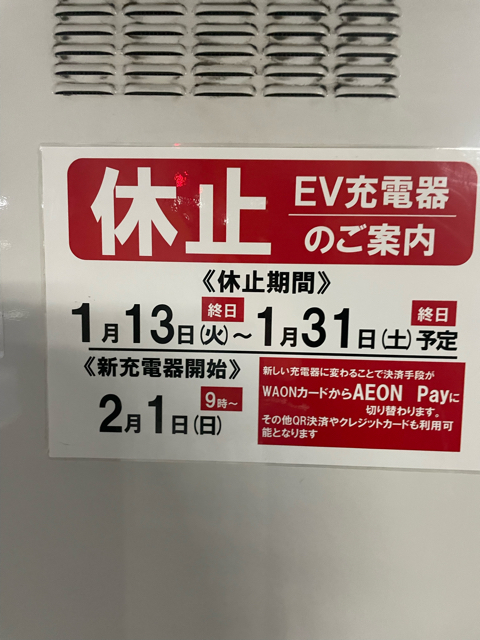 休止 EV充電器
のご案内
《休止期間》
1月13日(火)終日～1月31日(土)終日予定
《新充電器開始》
2月1日(日)9時～
新しい充電器に変わることで決済手段が
WAONカードからAEON Payに
切り替わります。
その他QR決済やクレジットカードも利用可
能となります